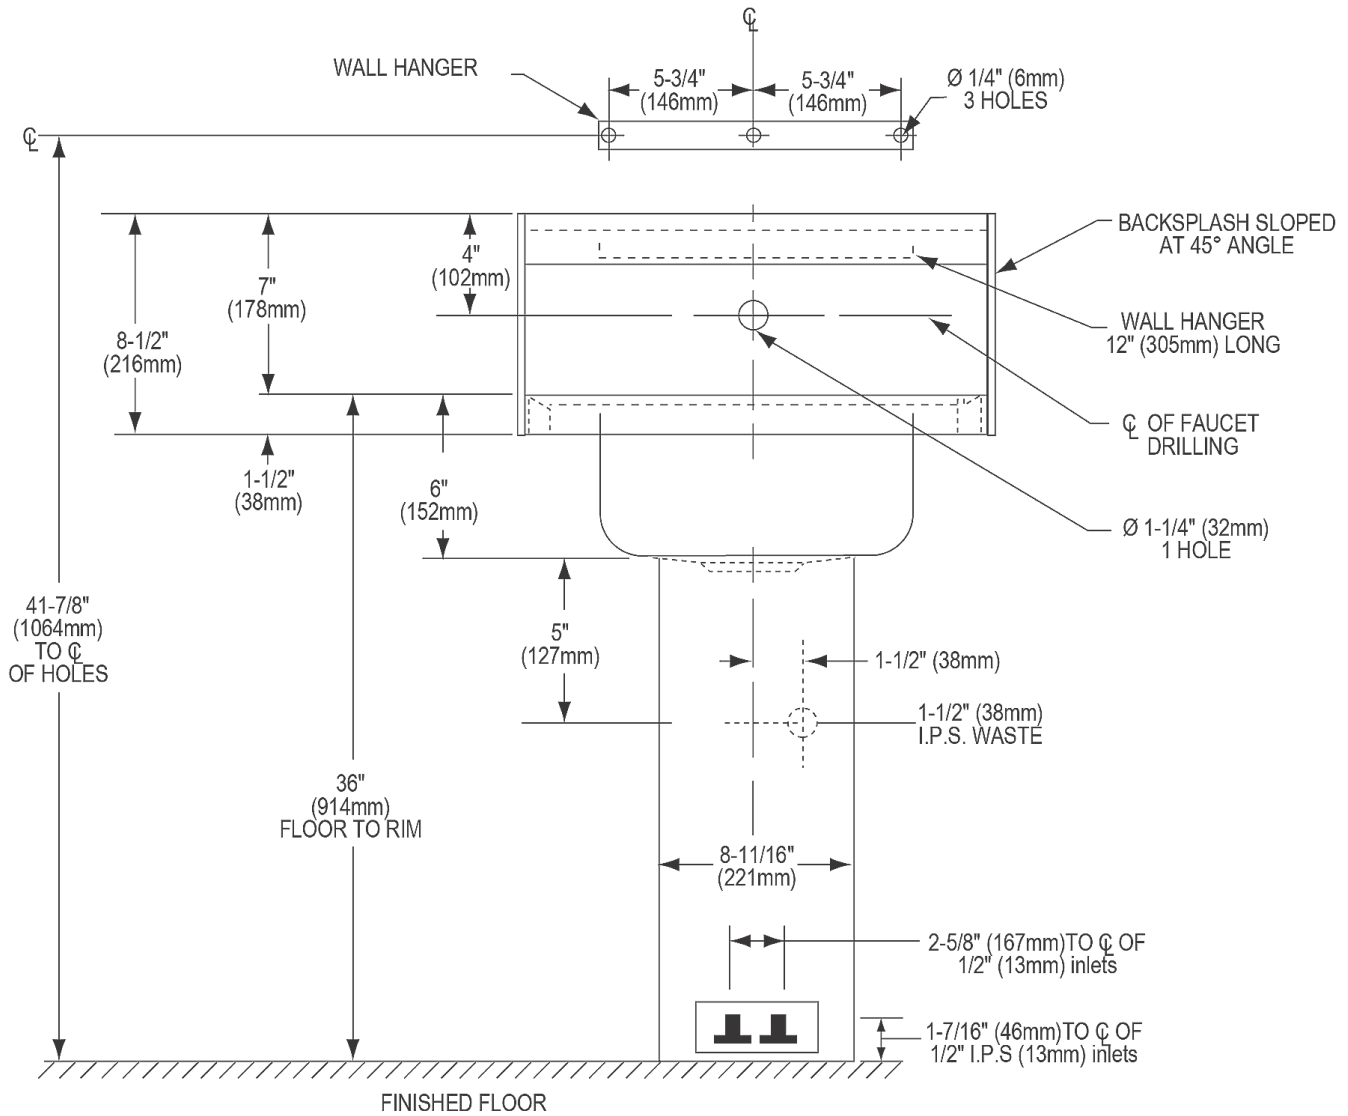 ℄
WALL HANGER
5-3/4"
(146mm)
5-3/4"
(146mm)
Ø 1/4" (6mm)
3 HOLES
℄
BACKSPLASH SLOPED
AT 45° ANGLE
4"
(102mm)
7"
(178mm)
8-1/2"
(216mm)
WALL HANGER
12" (305mm) LONG
℄ OF FAUCET
DRILLING
1-1/2"
(38mm)
6"
(152mm)
Ø 1-1/4" (32mm)
1 HOLE
41-7/8"
(1064mm)
TO ℄
OF HOLES
5"
(127mm)
1-1/2" (38mm)
1-1/2" (38mm)
I.P.S. WASTE
36"
(914mm)
FLOOR TO RIM
8-11/16"
(221mm)
2-5/8" (167mm)TO ℄ OF
1/2" (13mm) inlets
1-7/16" (46mm)TO ℄ OF
1/2" I.P.S (13mm) inlets
FINISHED FLOOR